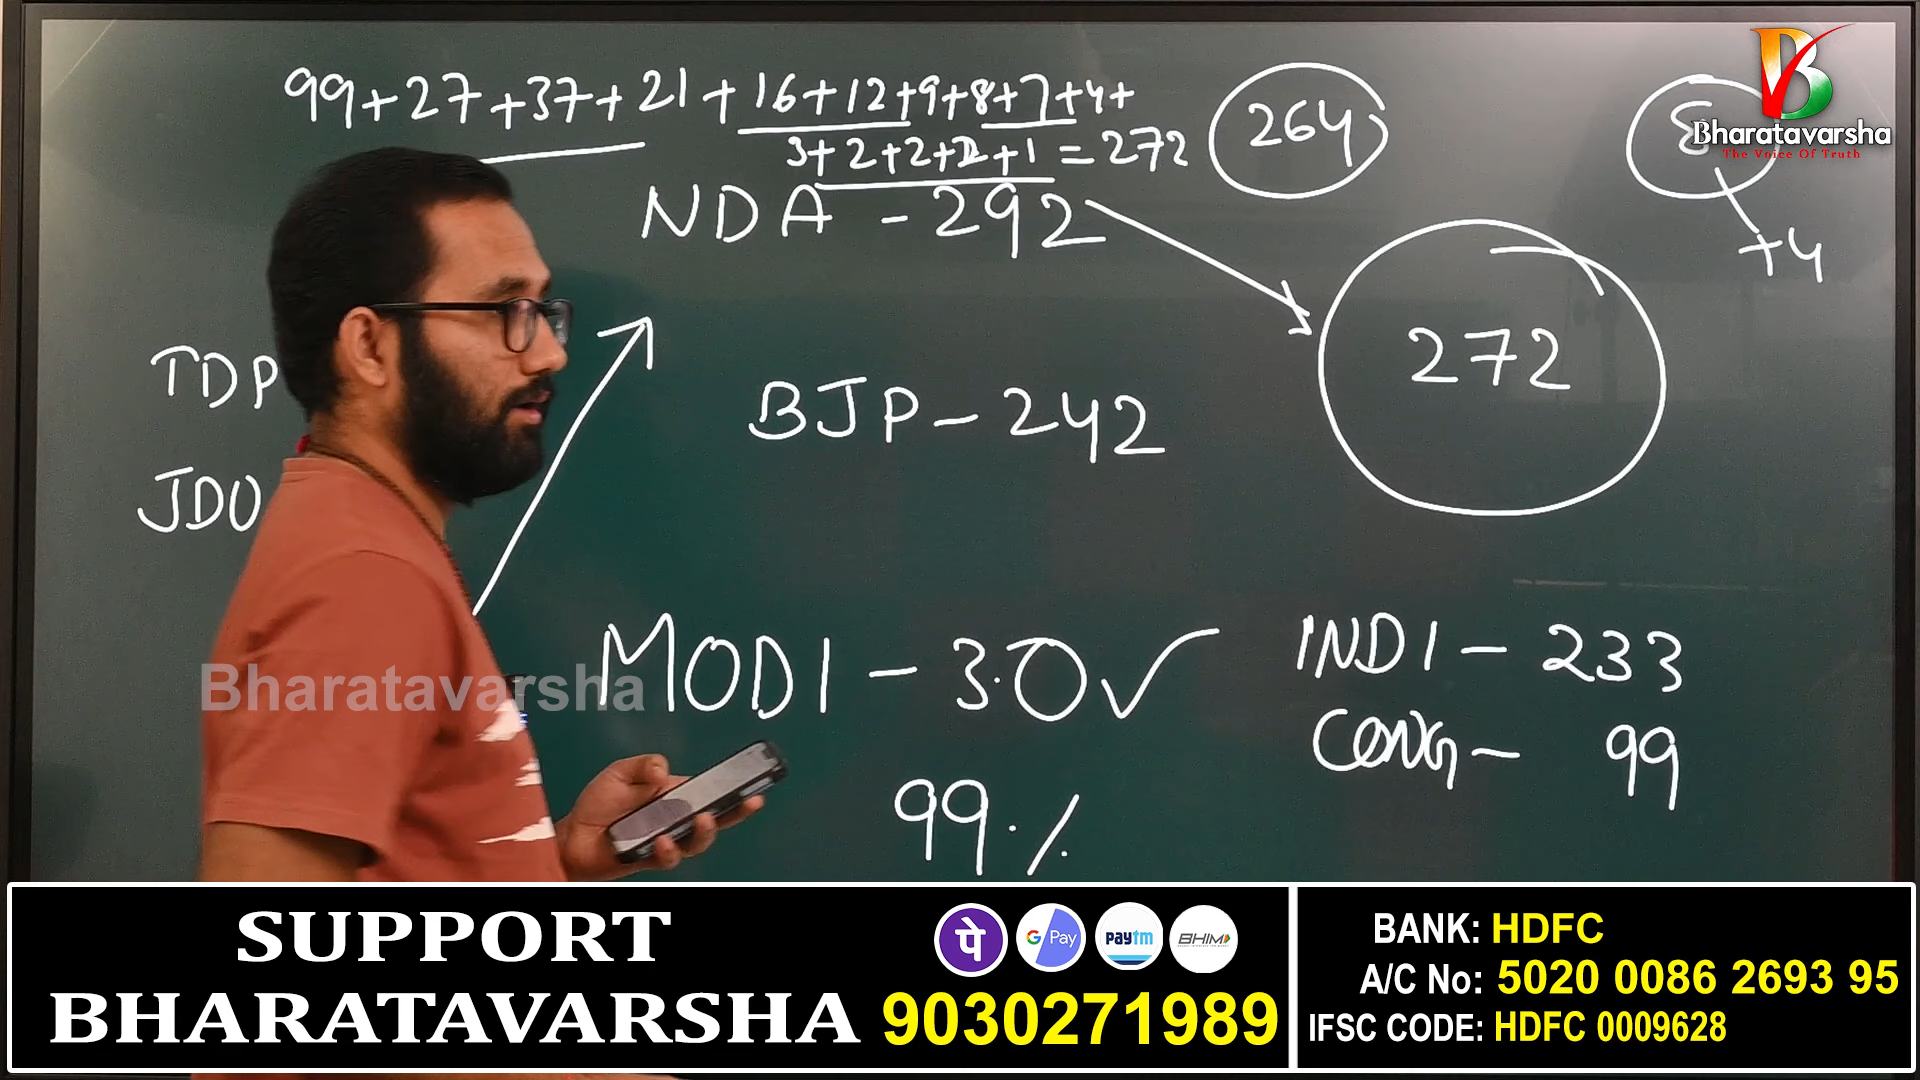 99+27+37+21+16+12+9+8+7+4+
3+2+2+2+1=272
264
8
+4
Bharatavarsha
The Voice Of Truth
NDA - 292
272
TDP
BJP - 242
JDU
MODI - 3.0 ✓
INDI - 233
CONG - 99
99%
Bharatavarsha
SUPPORT
BHARATAVARSHA
पे
G Pay
paytm
BHIM
9030271989
BANK: HDFC
A/C No: 5020 0086 2693 95
IFSC CODE: HDFC 0009628